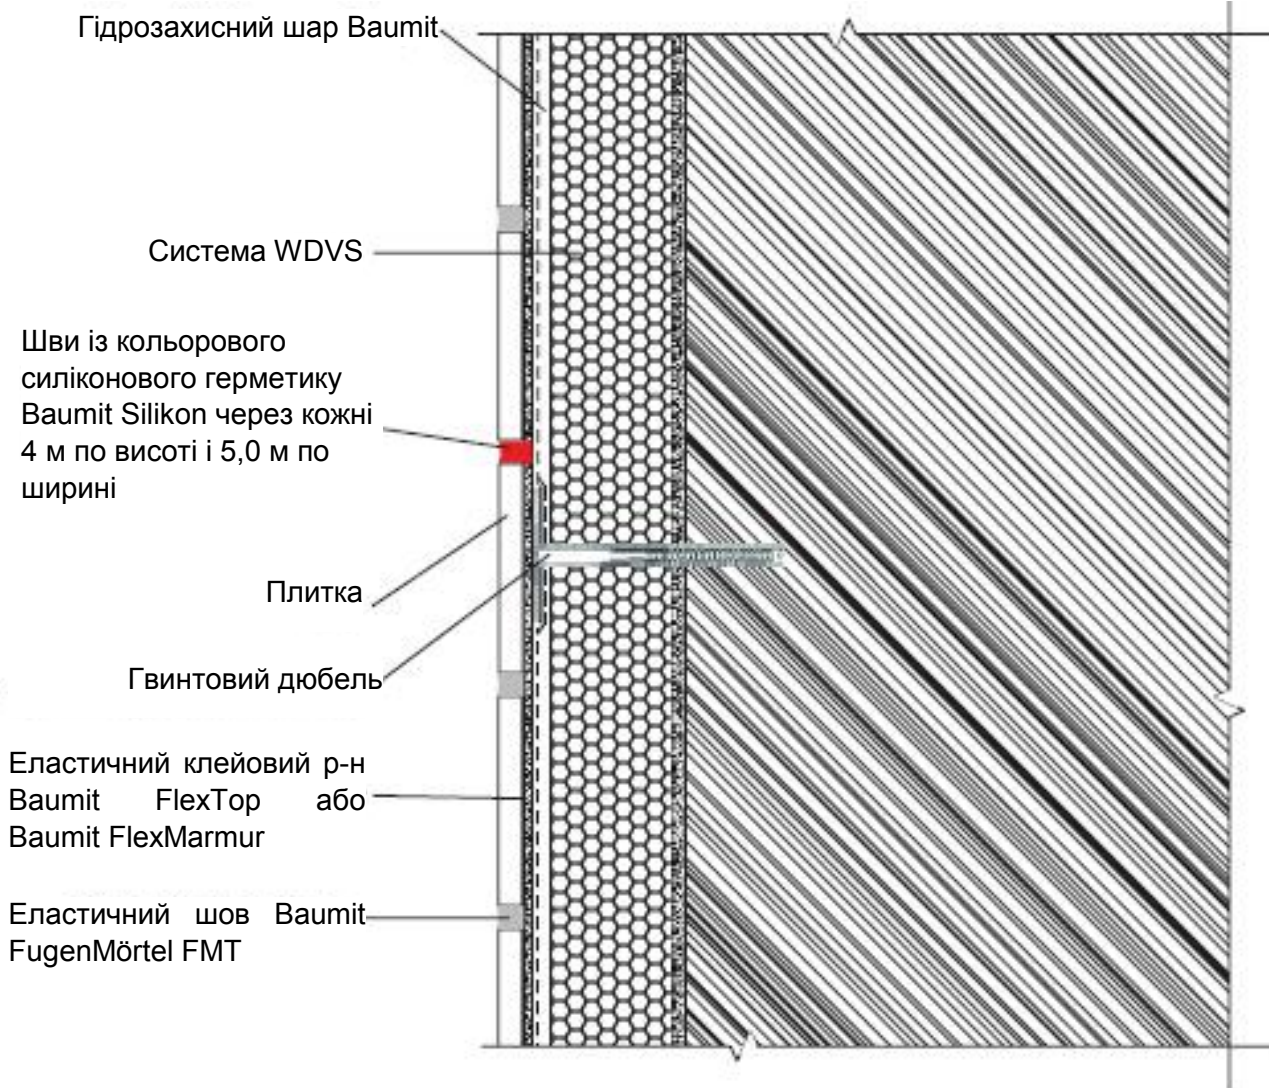 Гідрозахисний шар Baumit
Система WDVS
Шви із кольорового
силіконового герметику
Baumit Silikon через кожні
4 м по висоті і 5,0 м по
ширині
Плитка
Гвинтовий дюбель
Еластичний клейовий р-н
Baumit FlexTop або
Baumit FlexMarmur
Еластичний шов Baumit
FugenMörtel FMT